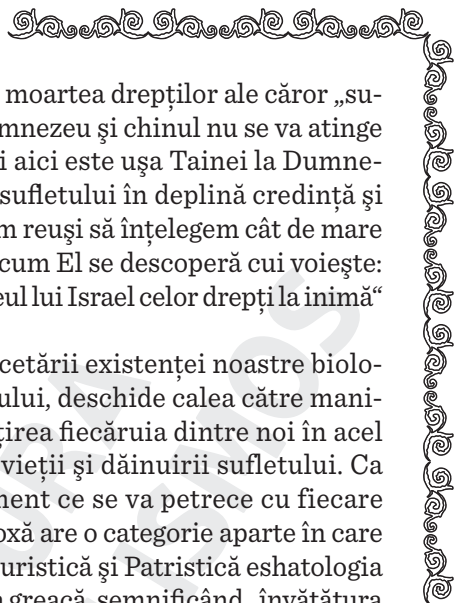 moartea drepților ale căror „su-
mnezeu şi chinul nu se va atinge
i aici este uşa Tainei la Dumne-
sufletului în deplină credință şi
m reuşi să înțelegem cât de mare
cum El se descoperă cui voieşte:
eul lui Israel celor drepți la inimă“
cetării existenței noastre biolo-
ului, deschide calea către mani-
țirea fiecăruia dintre noi în acel
vieții şi dăinuirii sufletului. Ca
ment ce se va petrece cu fiecare
oxă are o categorie aparte în care
uristică şi Patristică eshatologia
greacă semnificând învățătura